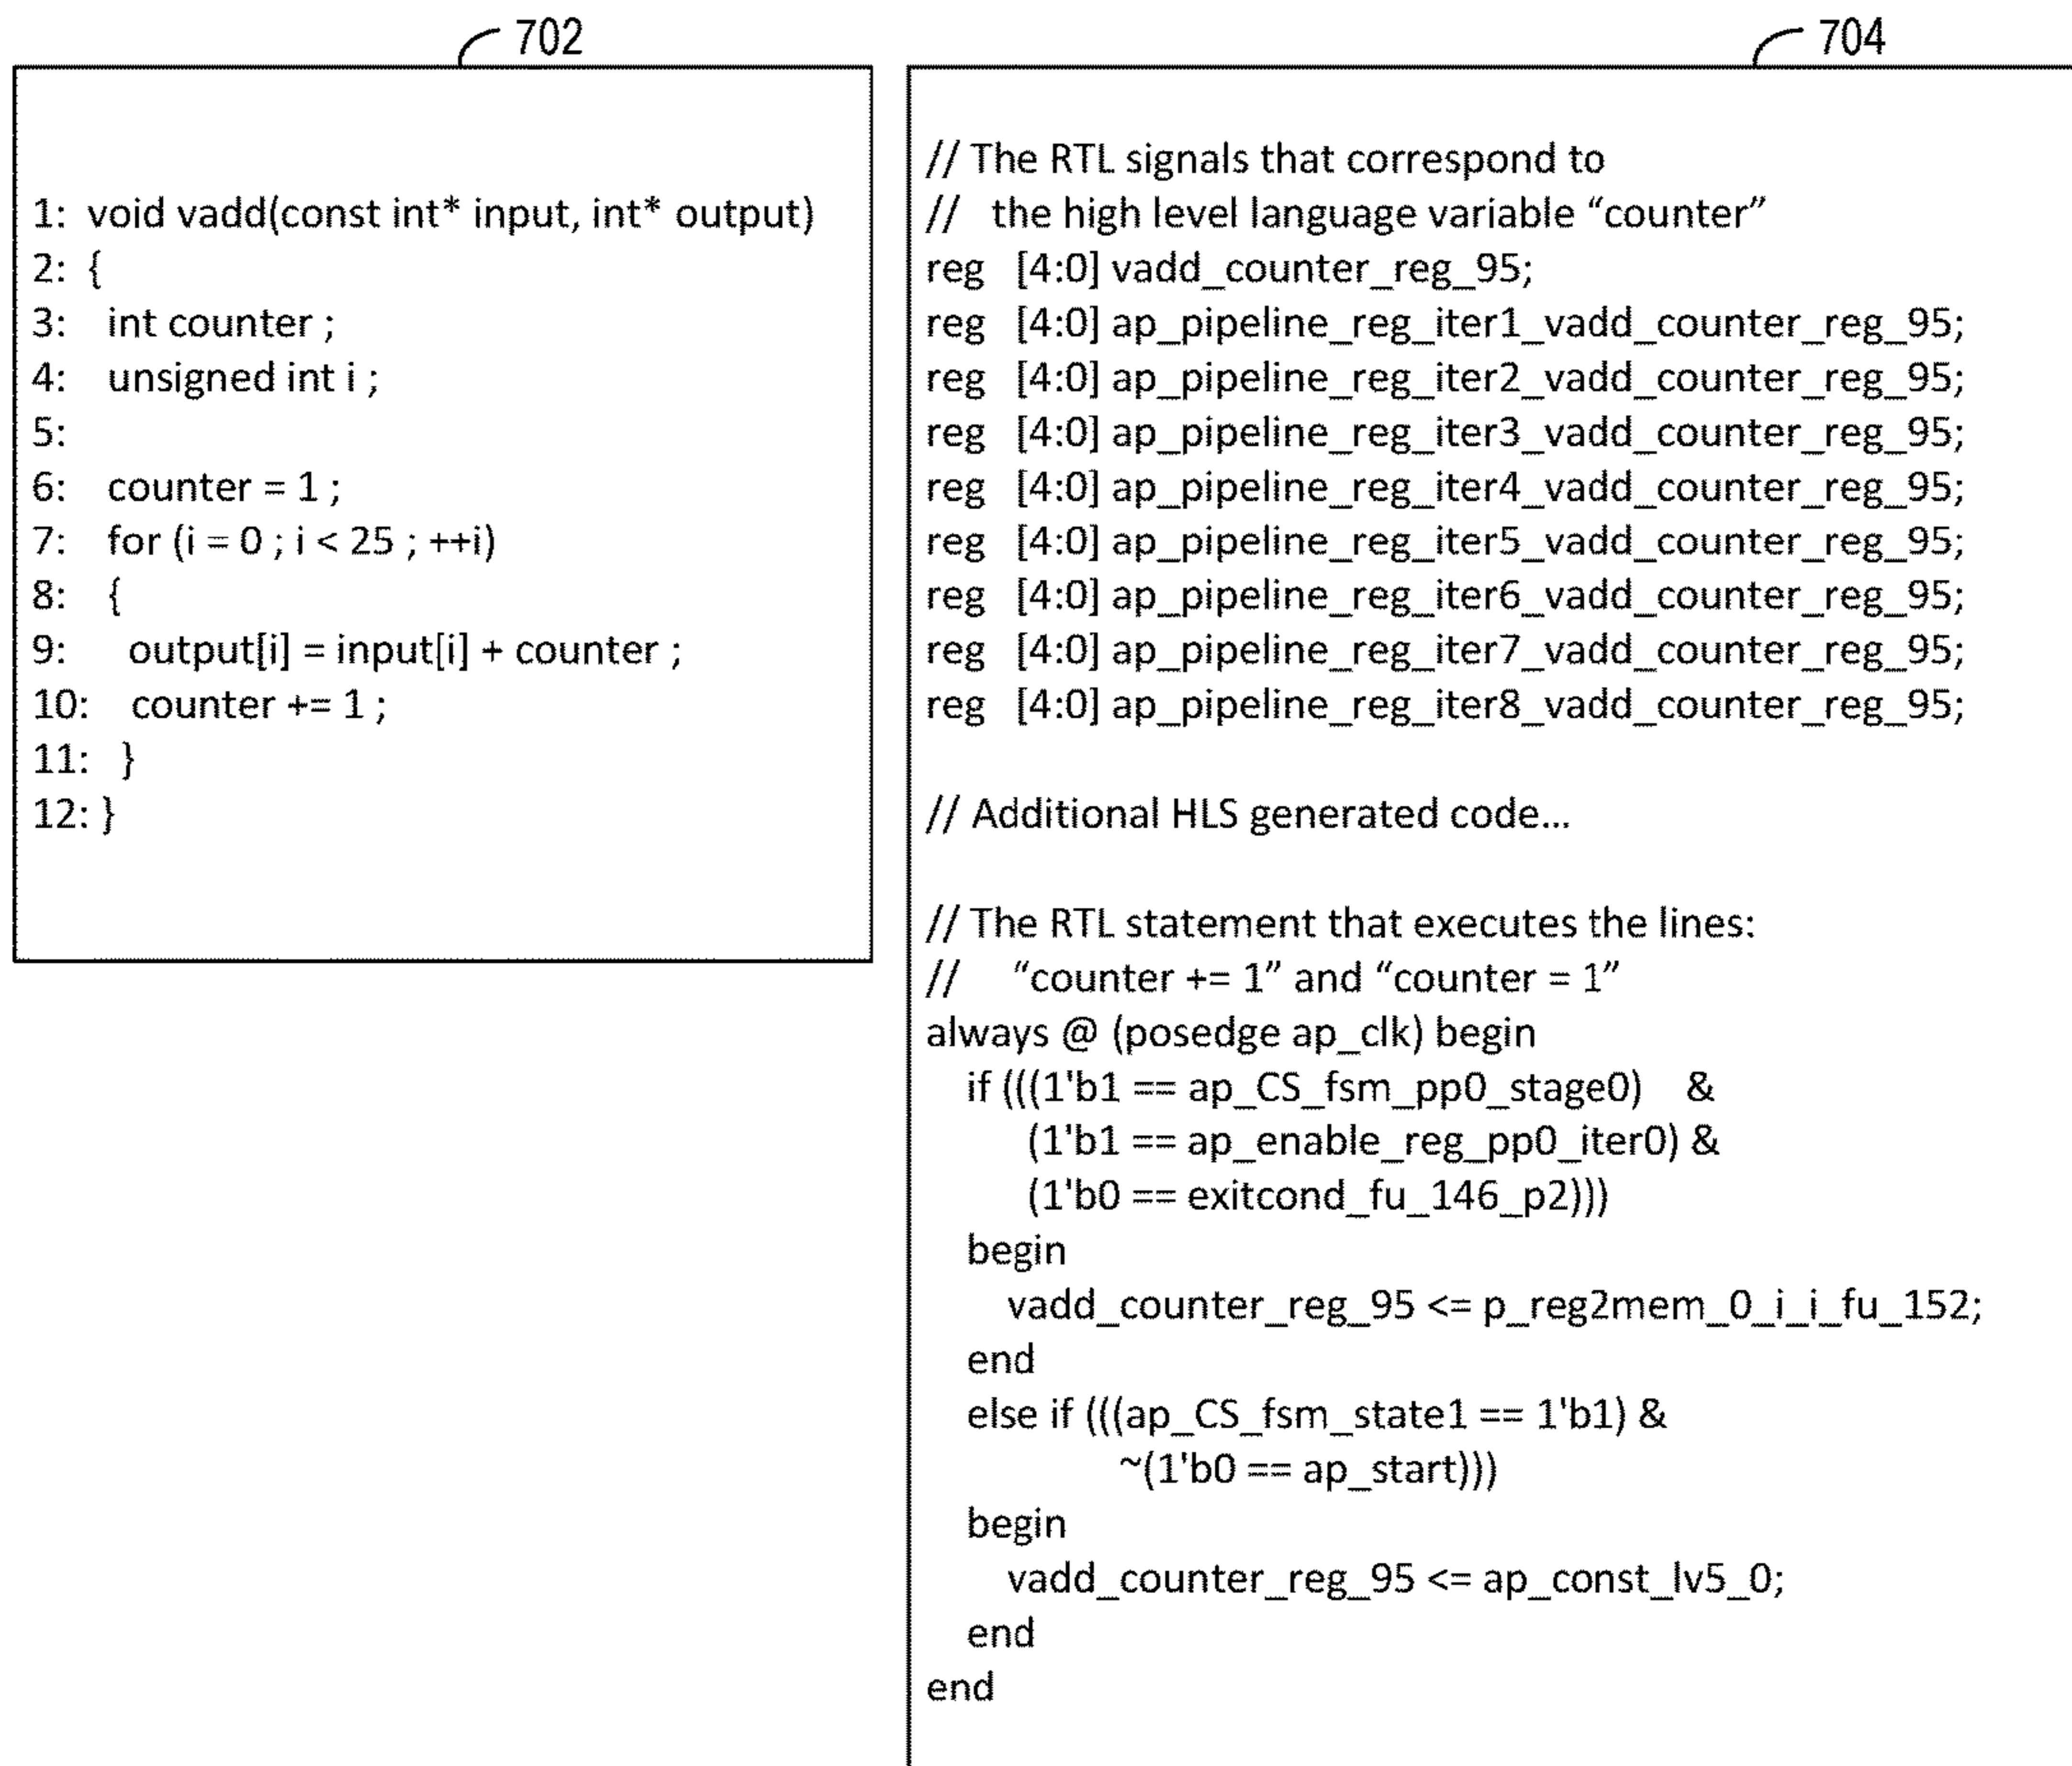 702
1: void vadd(const int* input, int* output)
2: {
3: int counter ;
4: unsigned int i ;
5:
6: counter = 1 ;
7: for (i = 0 ; i < 25 ; ++i)
8: {
9: output[i] = input[i] + counter ;
10: counter += 1 ;
11: }
12: }
704
// The RTL signals that correspond to
// the high level language variable “counter”
reg [4:0] vadd_counter_reg_95;
reg [4:0] ap_pipeline_reg_iter1_vadd_counter_reg_95;
reg [4:0] ap_pipeline_reg_iter2_vadd_counter_reg_95;
reg [4:0] ap_pipeline_reg_iter3_vadd_counter_reg_95;
reg [4:0] ap_pipeline_reg_iter4_vadd_counter_reg_95;
reg [4:0] ap_pipeline_reg_iter5_vadd_counter_reg_95;
reg [4:0] ap_pipeline_reg_iter6_vadd_counter_reg_95;
reg [4:0] ap_pipeline_reg_iter7_vadd_counter_reg_95;
reg [4:0] ap_pipeline_reg_iter8_vadd_counter_reg_95;
// Additional HLS generated code...
// The RTL statement that executes the lines:
// “counter += 1” and “counter = 1”
always @ (posedge ap_clk) begin
if (((1'b1 == ap_CS_fsm_pp0_stage0) &
(1'b1 == ap_enable_reg_pp0_iter0) &
(1'b0 == exitcond_fu_146_p2)))
begin
vadd_counter_reg_95 <= p_reg2mem_0_i_i_fu_152;
end
else if (((ap_CS_fsm_state1 == 1'b1) &
~(1'b0 == ap_start)))
begin
vadd_counter_reg_95 <= ap_const_lv5_0;
end
end